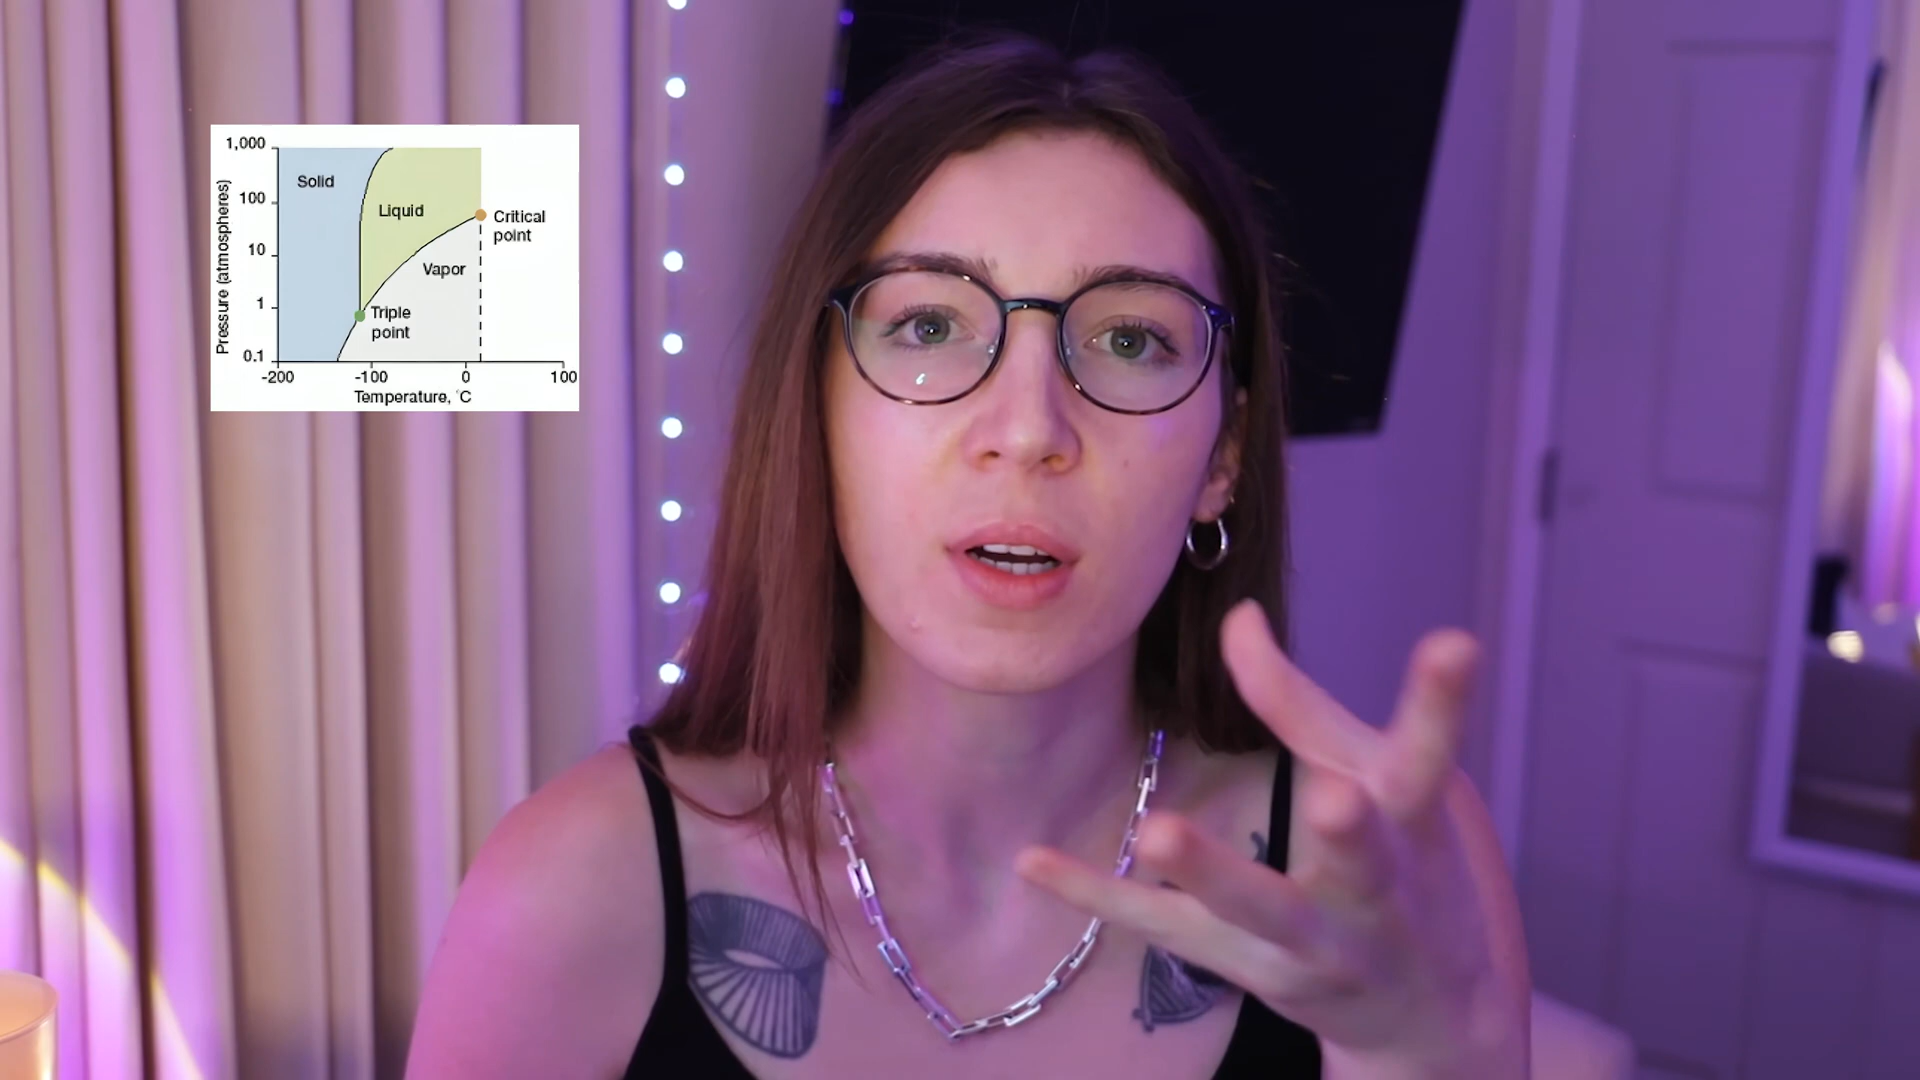 1,000
100
10
1
0.1
Pressure (atmospheres)
Solid
Liquid
Vapor
Critical
point
Triple
point
-200
-100
0
100
Temperature, °C